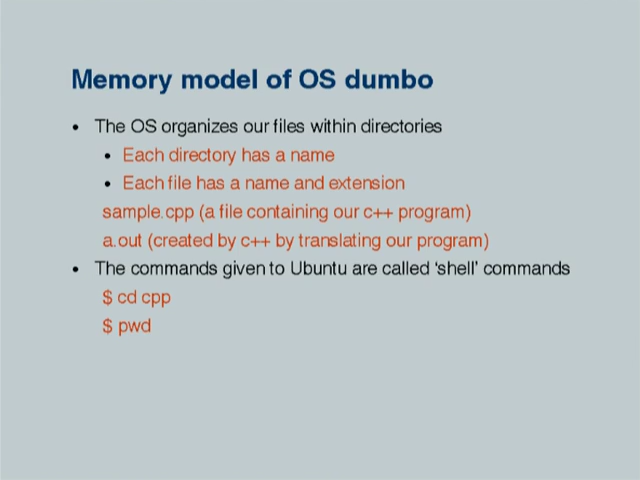 Memory model of OS dumbo
• The OS organizes our files within directories
• Each directory has a name
• Each file has a name and extension
sample.cpp (a file containing our c++ program)
a.out (created by c++ by translating our program)
• The commands given to Ubuntu are called ‘shell’ commands
$ cd cpp
$ pwd